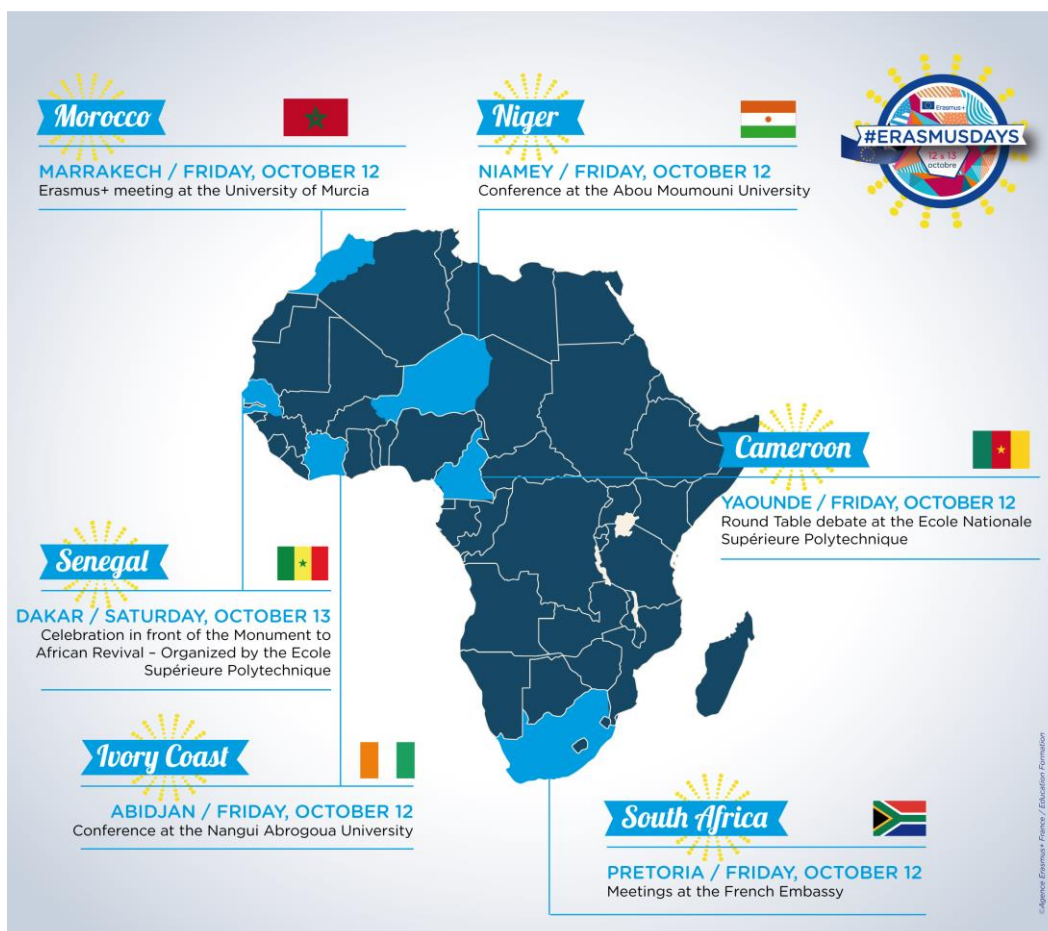 Morocco
MARRAKECH / FRIDAY, OCTOBER 12
Erasmus+ meeting at the University of Murcia
Niger
NIAMEY / FRIDAY, OCTOBER 12
Conference at the Abou Moumouni University
Erasmus+
#ERASMUSDAYS
12 & 13
octobre
Cameroon
YAOUNDE / FRIDAY, OCTOBER 12
Round Table debate at the Ecole Nationale
Supérieure Polytechnique
Senegal
DAKAR / SATURDAY, OCTOBER 13
Celebration in front of the Monument to
African Revival – Organized by the Ecole
Supérieure Polytechnique
Ivory Coast
ABIDJAN / FRIDAY, OCTOBER 12
Conference at the Nangui Abrogoua University
South Africa
PRETORIA / FRIDAY, OCTOBER 12
Meetings at the French Embassy
©Agence Erasmus+ France / Education Formation